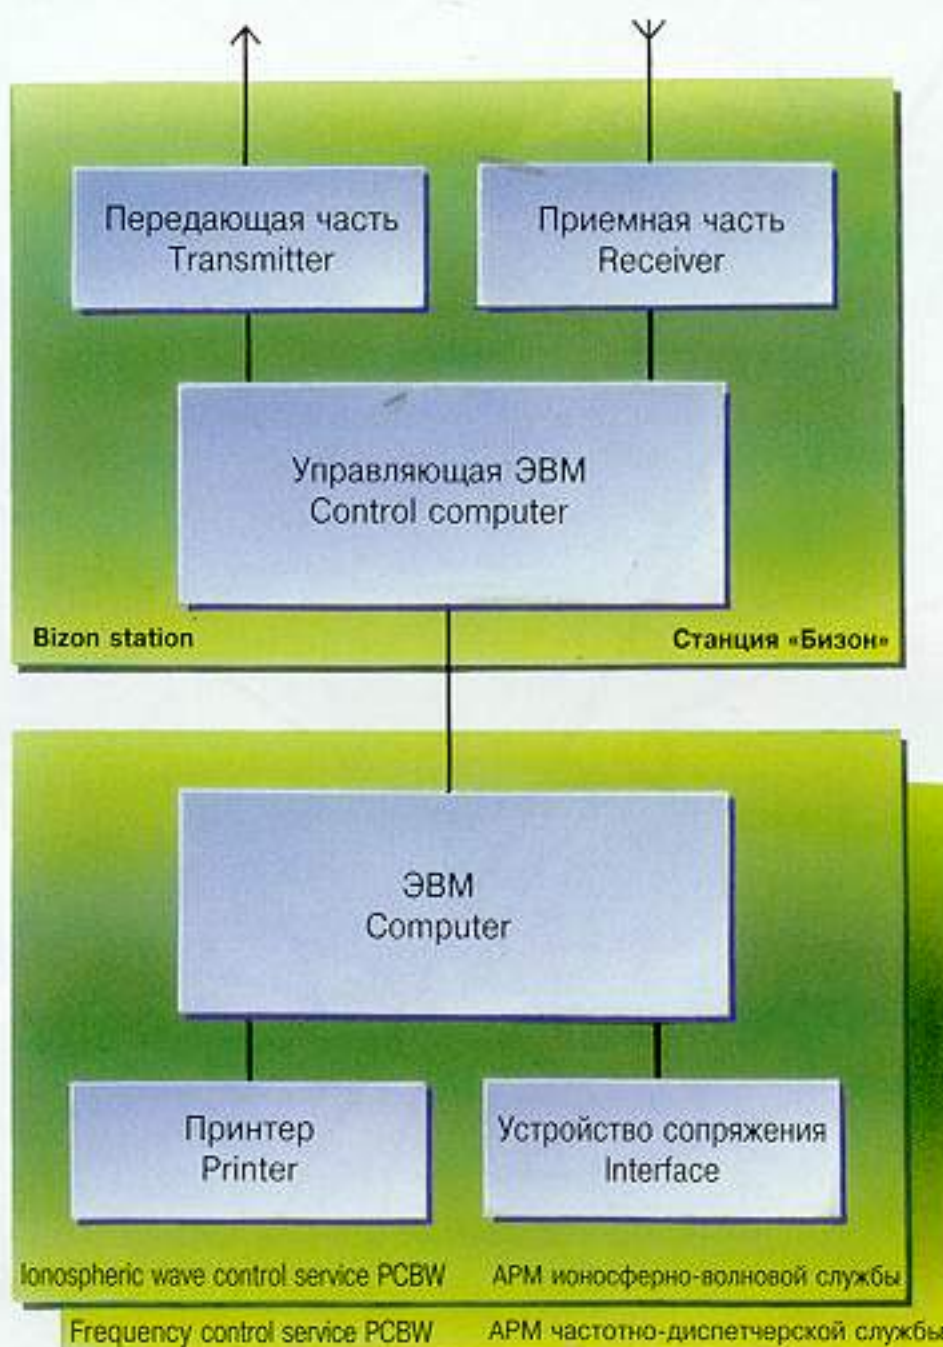 Передающая часть
Transmitter
Приемная часть
Receiver
Управляющая ЭВМ
Control computer
Bizon station
Станция «Бизон»
ЭВМ
Computer
Принтер
Printer
Устройство сопряжения
Interface
Ionospheric wave control service PCBW
АРМ ионосферно-волновой службы
Frequency control service PCBW
АРМ частотно-диспетчерской службы